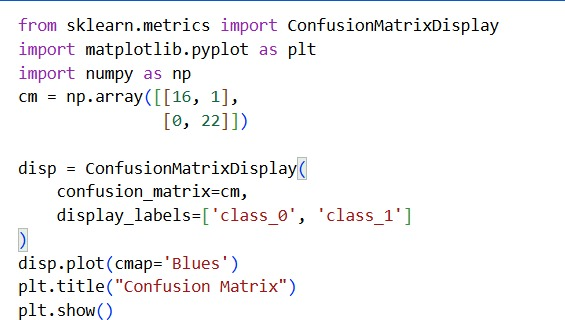 from sklearn.metrics import ConfusionMatrixDisplay
import matplotlib.pyplot as plt
import numpy as np
cm = np.array([[16, 1],
               [0, 22]])

disp = ConfusionMatrixDisplay(
    confusion_matrix=cm,
    display_labels=['class_0', 'class_1']
)
disp.plot(cmap='Blues')
plt.title("Confusion Matrix")
plt.show()